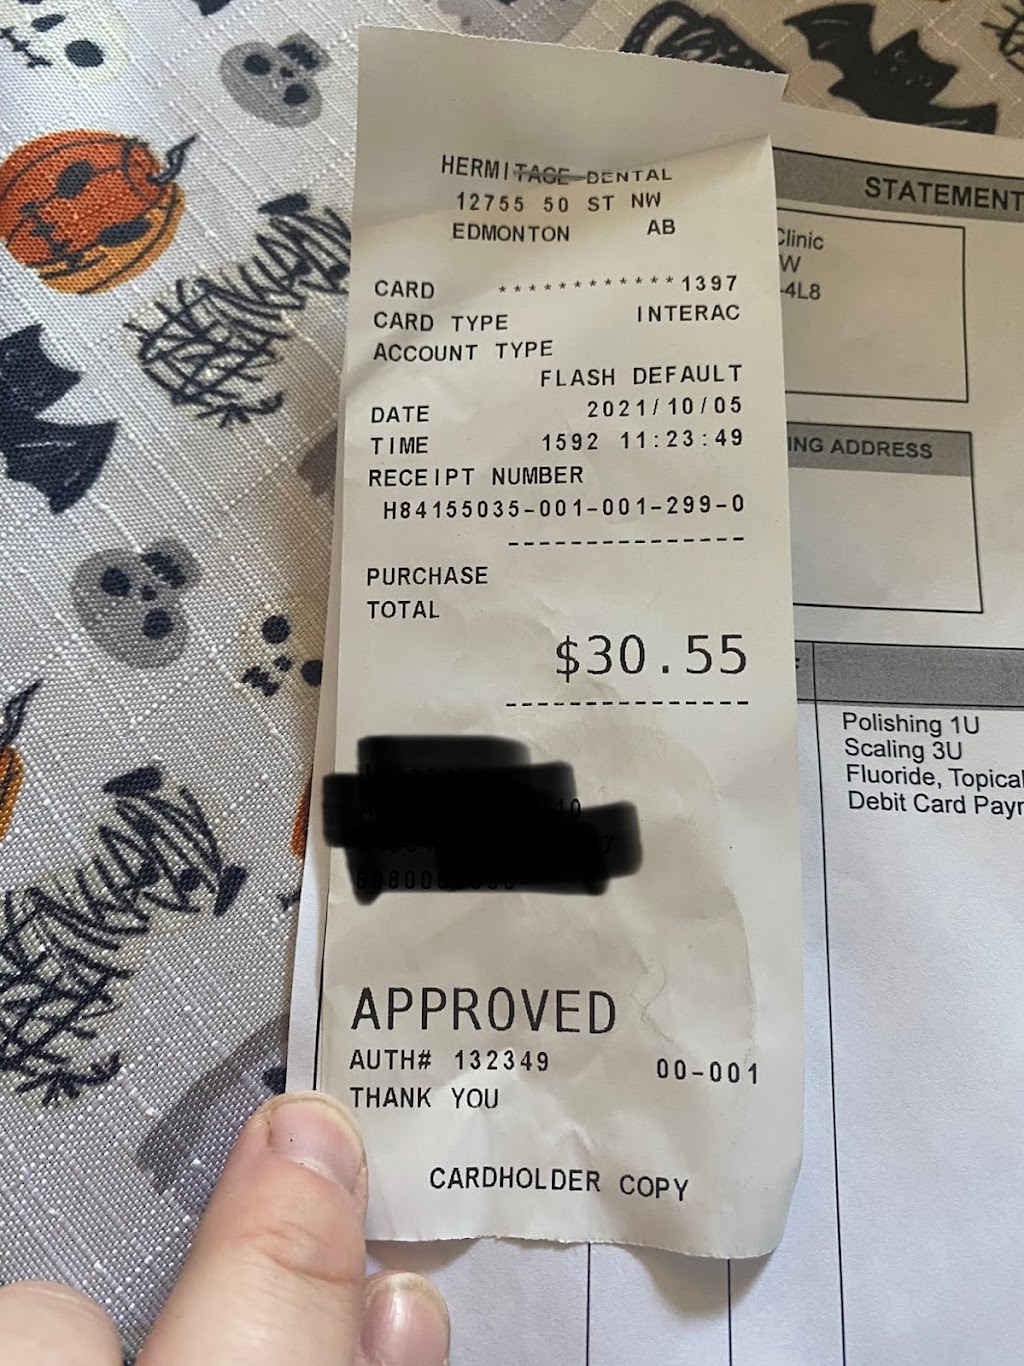 HERMITAGE DENTAL
12755 50 ST NW
EDMONTON AB
CARD ************1397
CARD TYPE INTERAC
ACCOUNT TYPE
FLASH DEFAULT
DATE 2021/10/05
TIME 1592 11:23:49
RECEIPT NUMBER
H84155035-001-001-299-0
---------------
PURCHASE
TOTAL
$30.55
---------------
APPROVED
AUTH# 132349 00-001
THANK YOU
CARDHOLDER COPY
STATEMENT
Clinic
W
-4L8
ING ADDRESS
Polishing 1U
Scaling 3U
Fluoride, Topical
Debit Card Payr